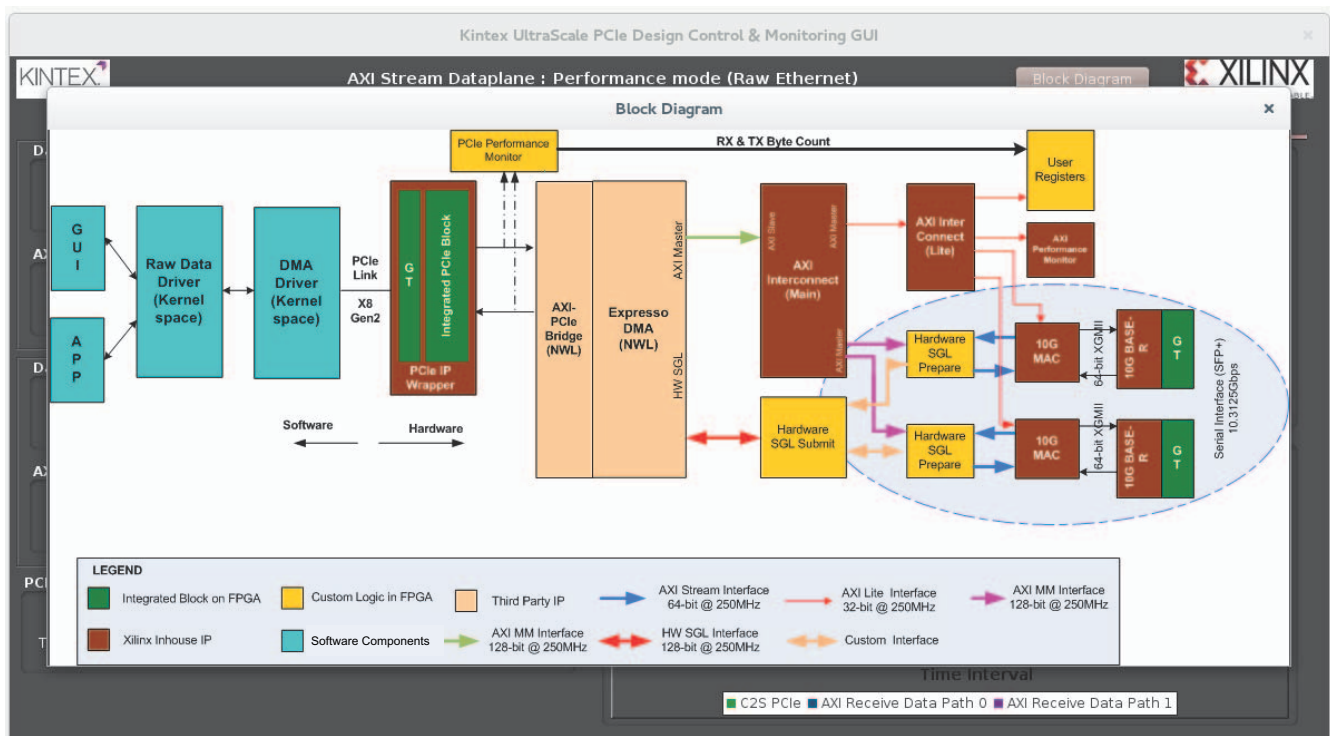 Kintex UltraScale PCIe Design Control & Monitoring GUI
KINTEX
AXI Stream Dataplane : Performance mode (Raw Ethernet)
Block Diagram
XILINX
Block Diagram
PCIe Performance
Monitor
RX & TX Byte Count
User
Registers
G
U
I
A
P
P
Raw Data
Driver
(Kernel
space)
DMA
Driver
(Kernel
space)
PCIe
Link
X8
Gen2
G
T
Integrated PCIe Block
PCIe IP
Wrapper
AXI-
PCIe
Bridge
(NWL)
Expresso
DMA
(NWL)
AXI Master
HW SGL
AXI Slave
AXI Master
AXI
Interconnect
(Main)
AXI Master
AXI Inter
Connect
(Lite)
AXI
Performance
Monitor
Hardware
SGL
Prepare
10G
MAC
64-bit XGMII
10G BASE-
R
G
T
Hardware
SGL Submit
Hardware
SGL
Prepare
10G
MAC
64-bit XGMII
10G BASE-
R
G
T
Serial Interface (SFP+)
10.3125Gbps
Software
Hardware
LEGEND
Integrated Block on FPGA
Custom Logic in FPGA
Third Party IP
AXI Stream Interface
64-bit @ 250MHz
AXI Lite Interface
32-bit @ 250MHz
AXI MM Interface
128-bit @ 250MHz
Xilinx Inhouse IP
Software Components
AXI MM Interface
128-bit @ 250MHz
HW SGL Interface
128-bit @ 250MHz
Custom Interface
Time Interval
C2S PCIe
AXI Receive Data Path 0
AXI Receive Data Path 1